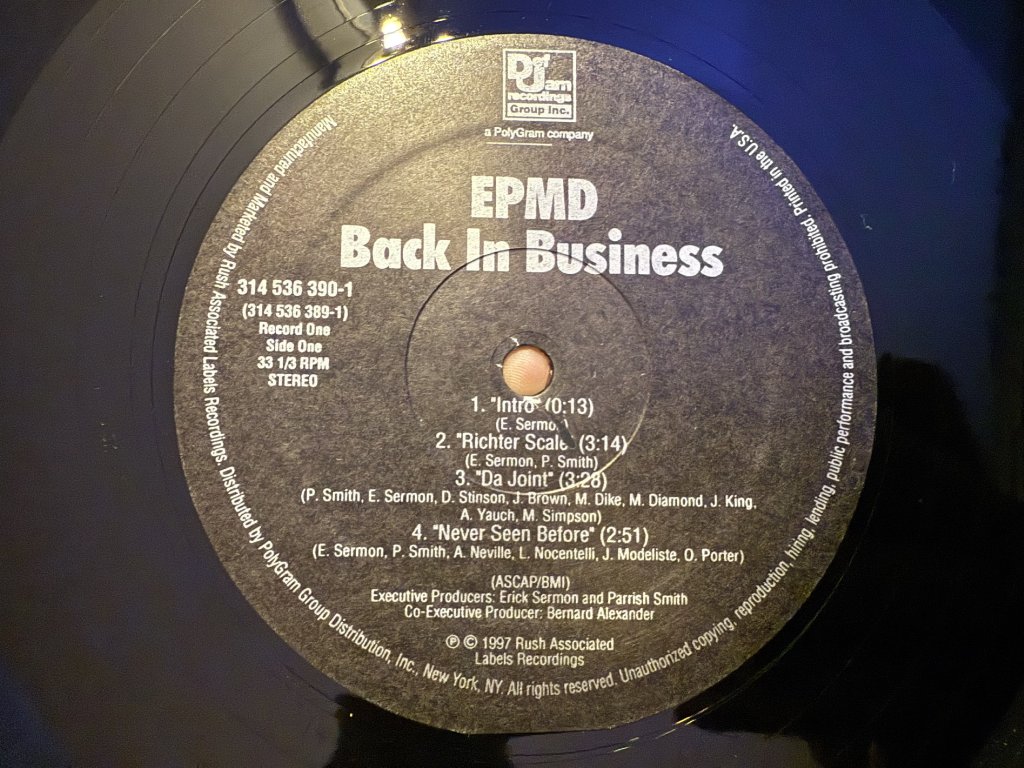 Def Jam
recordings
Group Inc.
a PolyGram company
EPMD
Back In Business
314 536 390-1
(314 536 389-1)
Record One
Side One
33 1/3 RPM
STEREO
1. "Intro" (0:13)
(E. Sermon)
2. "Richter Scale" (3:14)
(E. Sermon, P. Smith)
3. "Da Joint" (3:28)
(P. Smith, E. Sermon, D. Stinson, J. Brown, M. Dike, M. Diamond, J. King,
A. Yauch, M. Simpson)
4. "Never Seen Before" (2:51)
(E. Sermon, P. Smith, A. Neville, L. Nocentelli, J. Modeliste, O. Porter)
(ASCAP/BMI)
Executive Producers: Erick Sermon and Parrish Smith
Co-Executive Producer: Bernard Alexander
℗ © 1997 Rush Associated
Labels Recordings
Manufactured and Marketed by Rush Associated Labels Recordings. Distributed by PolyGram Group Distribution, Inc., New York, NY. All rights reserved. Unauthorized copying, reproduction, hiring, lending, public performance and broadcasting prohibited. Printed in the U.S.A.